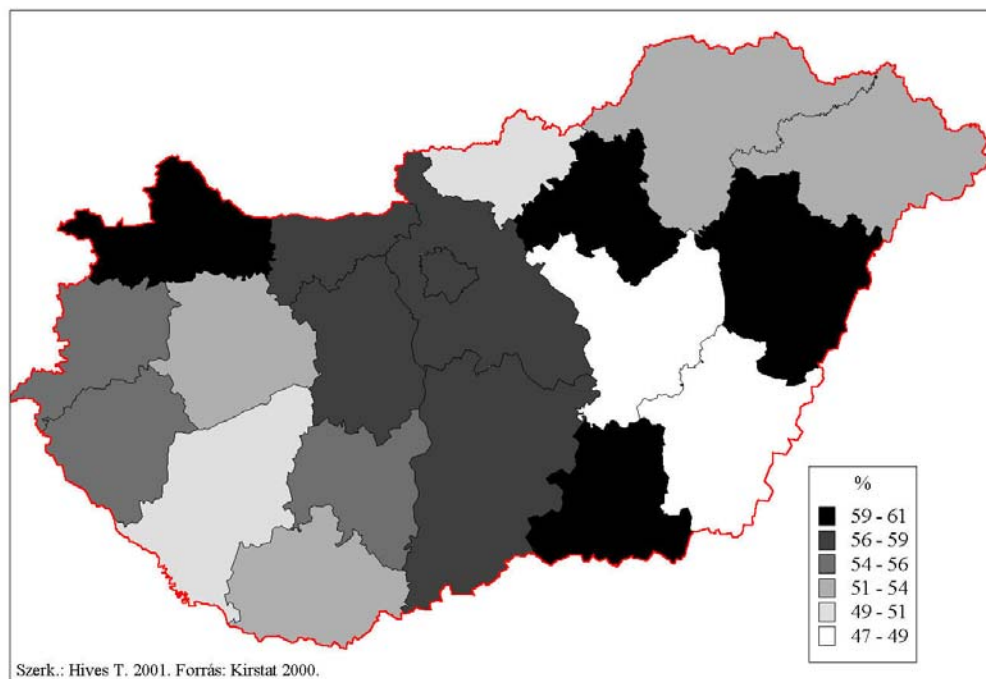 %
59 - 61
56 - 59
54 - 56
51 - 54
49 - 51
47 - 49
Szerk.: Hives T. 2001. Forrás: Kirstat 2000.